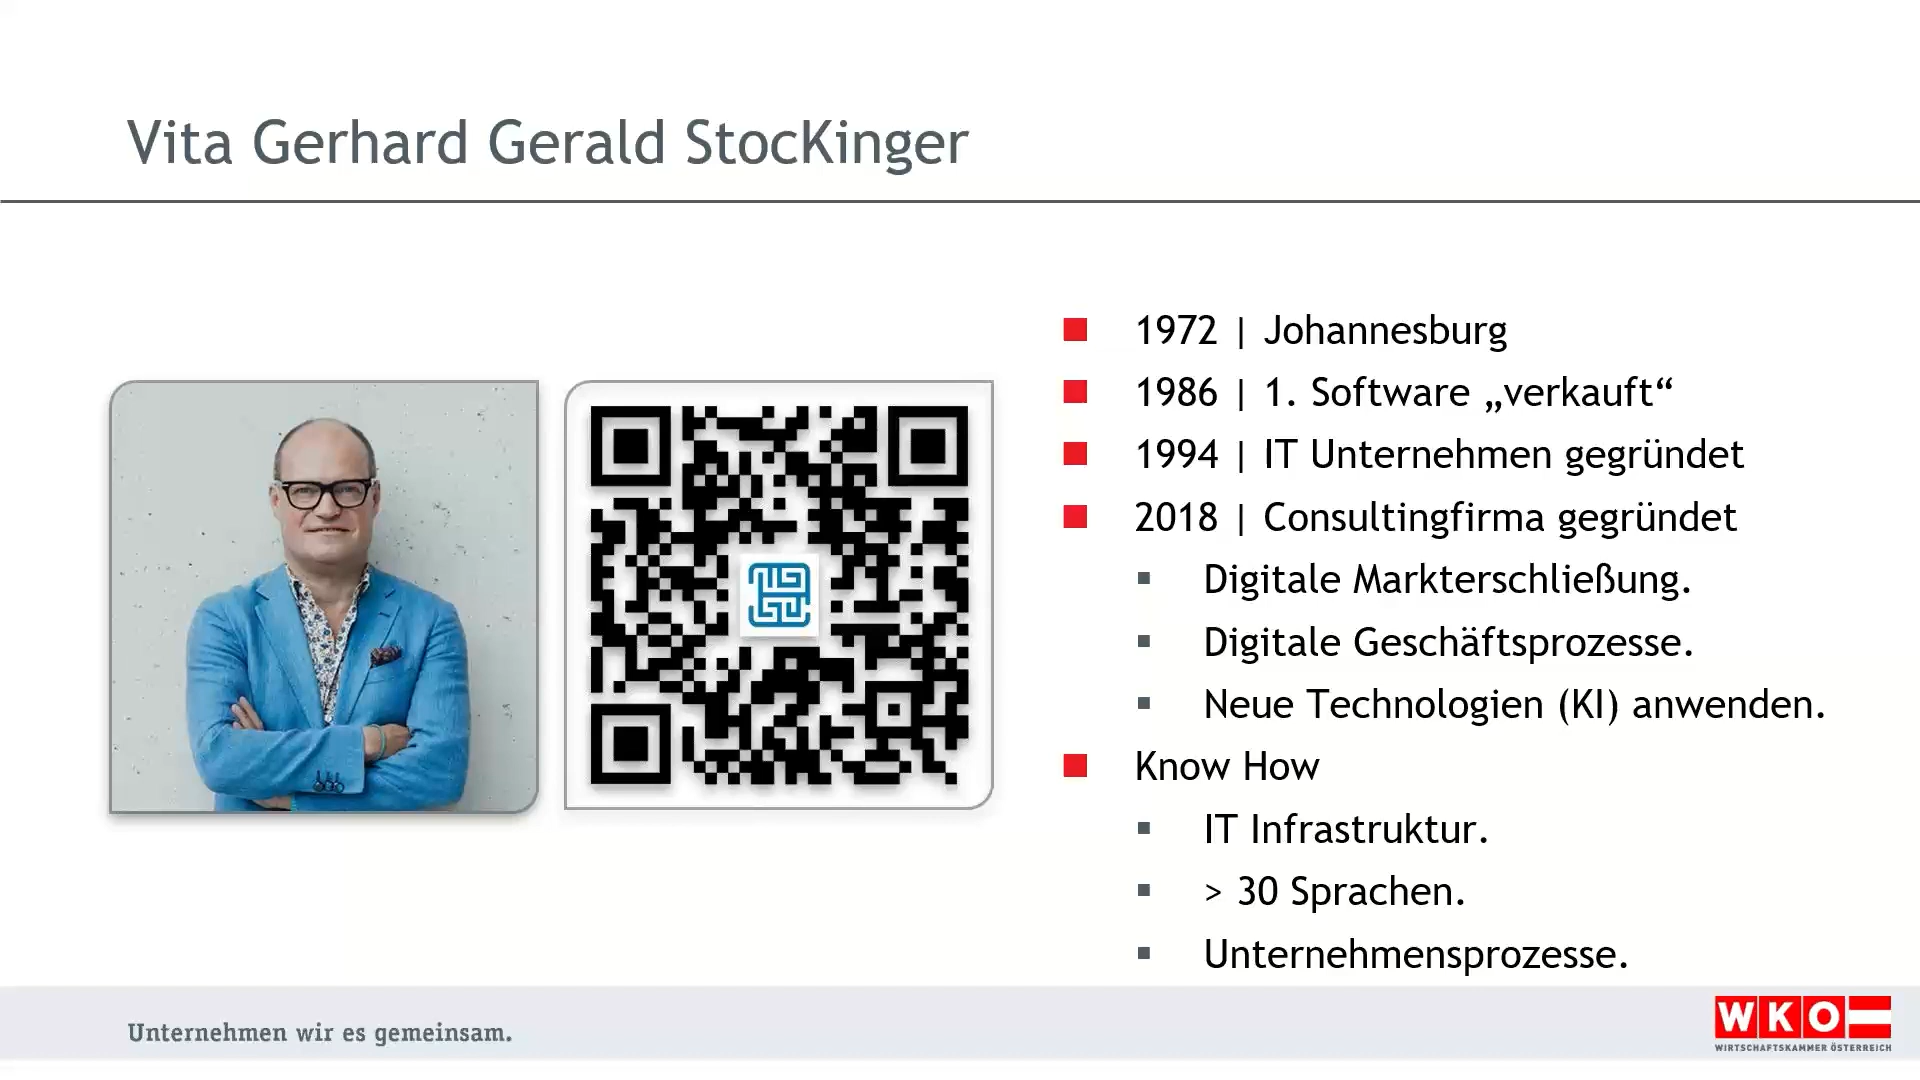 Vita Gerhard Gerald StocKinger
1972 | Johannesburg
1986 | 1. Software „verkauft“
1994 | IT Unternehmen gegründet
2018 | Consultingfirma gegründet
Digitale Markterschließung.
Digitale Geschäftsprozesse.
Neue Technologien (KI) anwenden.
Know How
IT Infrastruktur.
> 30 Sprachen.
Unternehmensprozesse.
Unternehmen wir es gemeinsam.
WKO
WIRTSCHAFTSKAMMER ÖSTERREICH